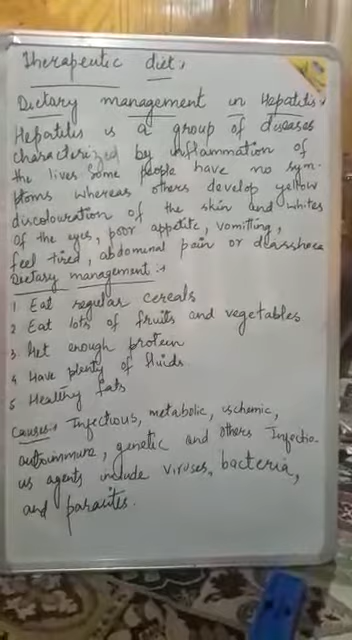 Therapeutic diet:
Dietary management in Hepatitis:
Hepatitis is a group of diseases
characterized by inflammation of
the lives some people have no sym-
ptoms whereas others develop yellow
discolouration of the skin and whites
of the eyes, poor appetite, vomitting,
feel tired, abdominal pain or diarrhoea
Dietary management :→
1. Eat regular cereals
2 Eat lots of fruits and vegetables
3. Get enough protein
4 Have plenty of fluids
5 Healthy fats
Causes→ Infectious, metabolic, ischemic,
autoimmune, genetic and others Infectio-
us agents include viruses, bacteria,
and parasites.